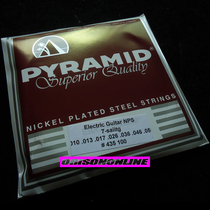 PYRAMID
Superior Quality
NICKEL PLATED STEEL STRINGS
Electric Guitar NPS
7-saitig
.010 .013 .017 .026 .036 .046 .05
# 435 100
OJISOMONLINE